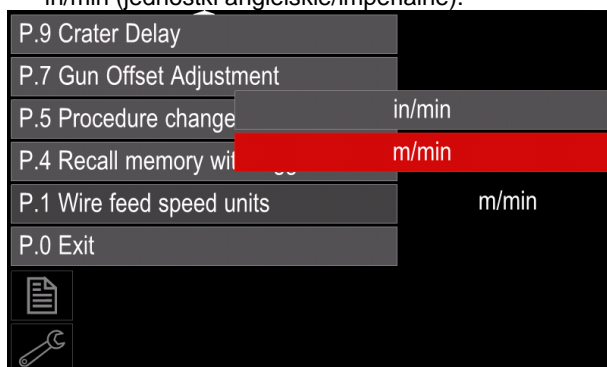 in/min (jednostki angielskie/imperialne).
P.9 Crater Delay
P.7 Gun Offset Adjustment
P.5 Procedure change
in/min
P.4 Recall memory wit
m/min
P.1 Wire feed speed units
m/min
P.0 Exit